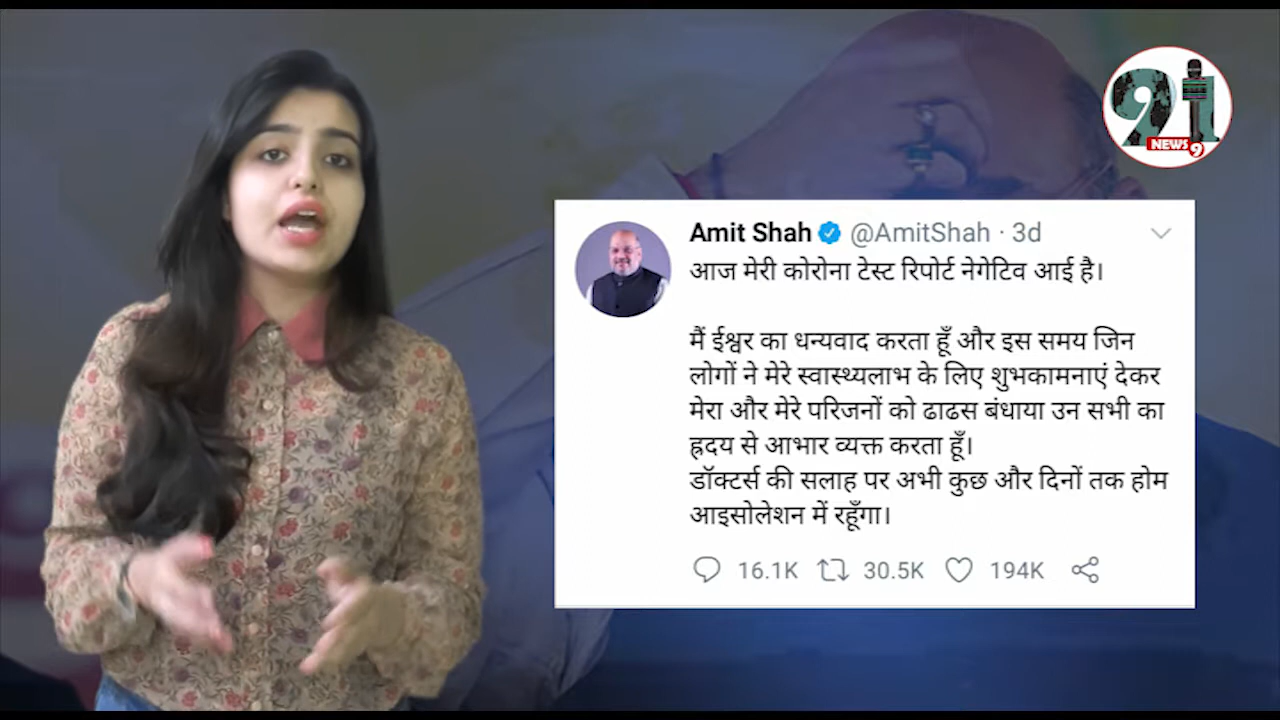 91
NEWS 9
Amit Shah @AmitShah · 3d
आज मेरी कोरोना टेस्ट रिपोर्ट नेगेटिव आई है।
मैं ईश्वर का धन्यवाद करता हूँ और इस समय जिन
लोगों ने मेरे स्वास्थ्यलाभ के लिए शुभकामनाएं देकर
मेरा और मेरे परिजनों को ढाढस बंधाया उन सभी का
ह्रदय से आभार व्यक्त करता हूँ।
डॉक्टर्स की सलाह पर अभी कुछ और दिनों तक होम
आइसोलेशन में रहूँगा।
16.1K 30.5K 194K